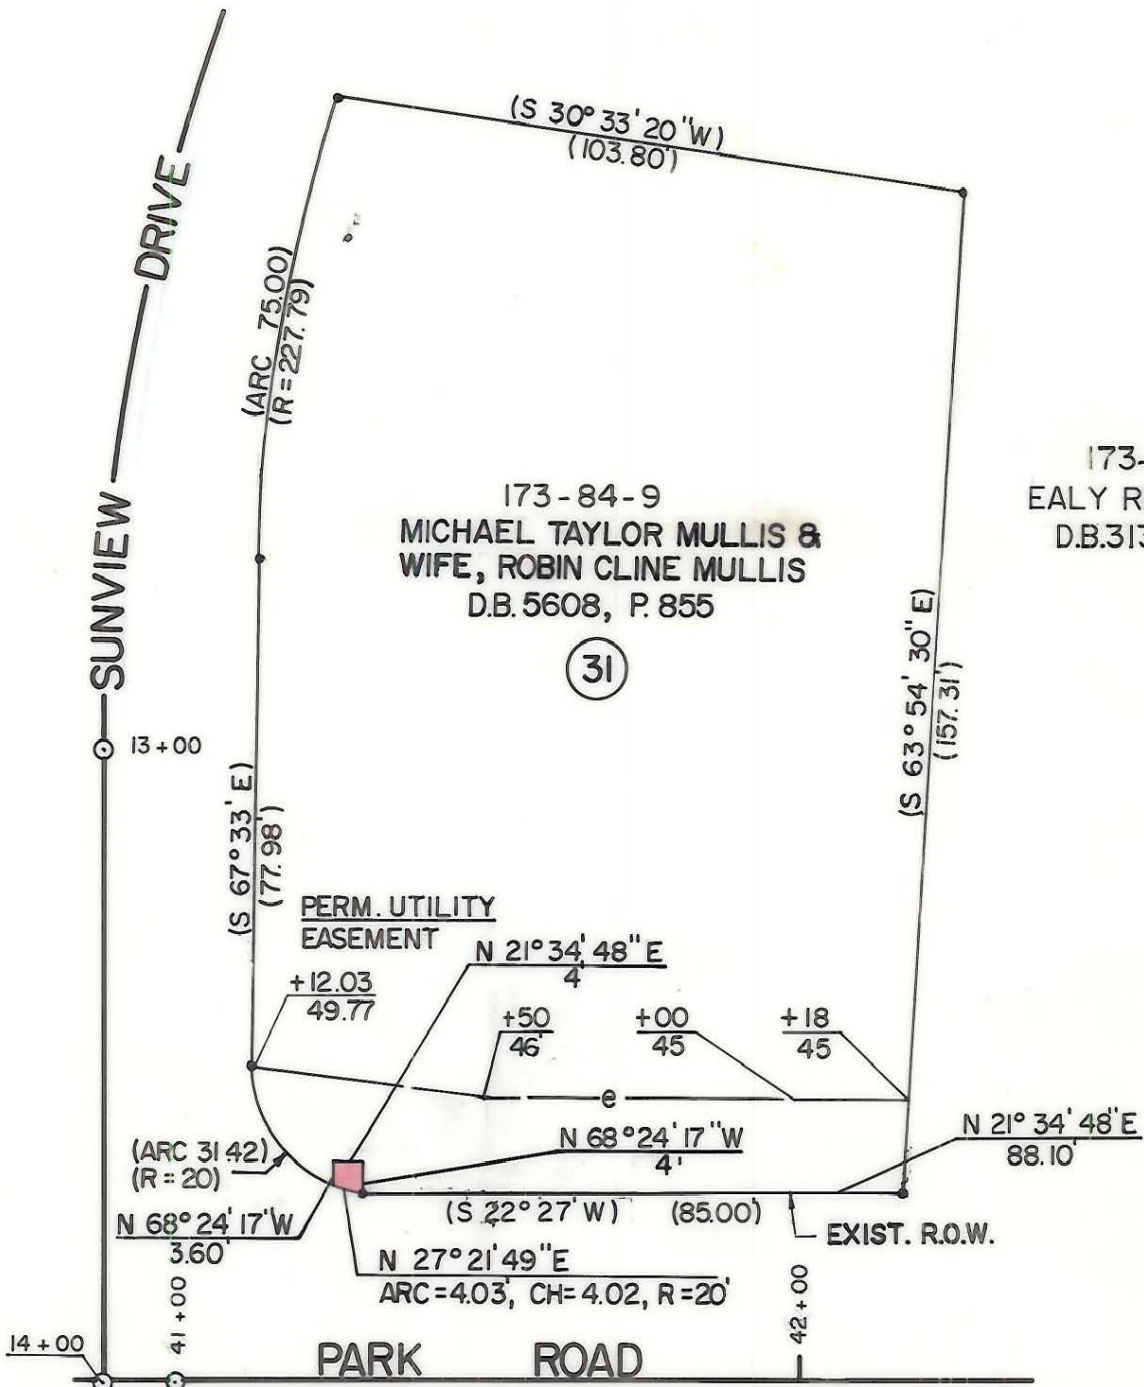 (S 30° 33' 20" W)
(103.80')
SUNVIEW DRIVE
(ARC 75.00)
(R = 227.79)
173-84-9
MICHAEL TAYLOR MULLIS &
WIFE, ROBIN CLINE MULLIS
D.B. 5608, P. 855
31
173-
EALY R
D.B.313
(S 63° 54' 30" E)
(157.31')
13+00
(S 67° 33' E)
(77.98')
PERM. UTILITY
EASEMENT
N 21° 34' 48" E
4'
+12.03
49.77
+50
46'
+00
45
+18
45
e
(ARC 31.42)
(R = 20)
N 68° 24' 17" W
4'
N 21° 34' 48" E
88.10'
N 68° 24' 17" W
3.60'
(S 22° 27' W) (85.00')
EXIST. R.O.W.
N 27° 21' 49" E
ARC=4.03', CH=4.02, R=20'
14+00
41+00
42+00
PARK ROAD